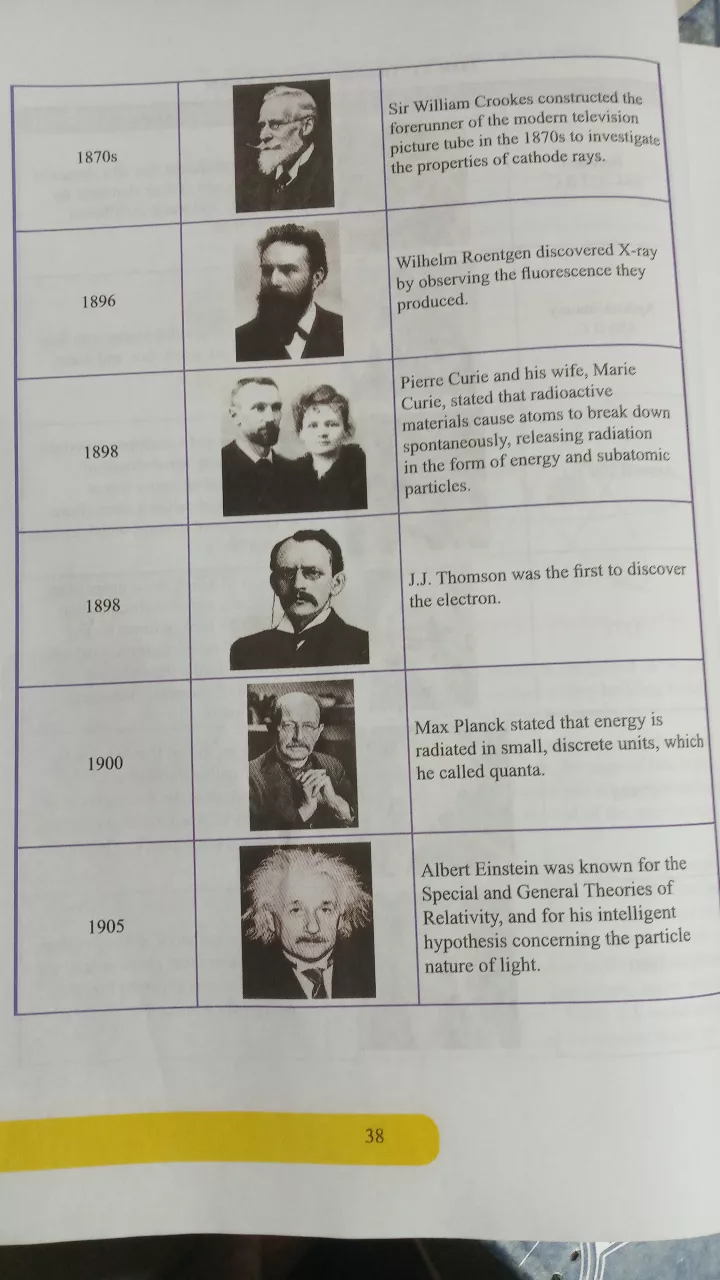 1870s
Sir William Crookes constructed the
forerunner of the modern television
picture tube in the 1870s to investigate
the properties of cathode rays.
1896
Wilhelm Roentgen discovered X-ray
by observing the fluorescence they
produced.
1898
Pierre Curie and his wife, Marie
Curie, stated that radioactive
materials cause atoms to break down
spontaneously, releasing radiation
in the form of energy and subatomic
particles.
1898
J.J. Thomson was the first to discover
the electron.
1900
Max Planck stated that energy is
radiated in small, discrete units, which
he called quanta.
1905
Albert Einstein was known for the
Special and General Theories of
Relativity, and for his intelligent
hypothesis concerning the particle
nature of light.
38